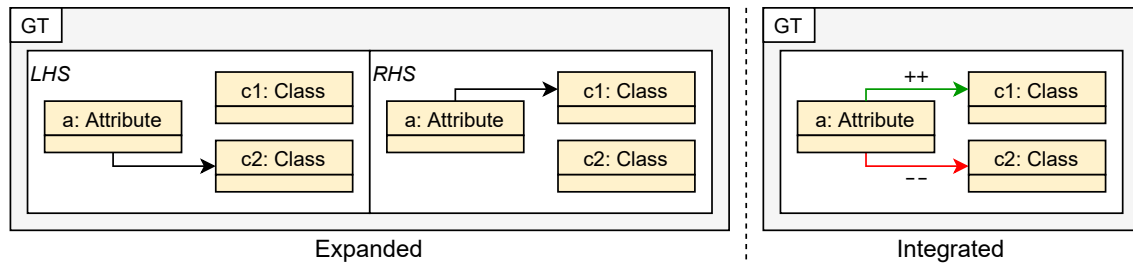 GT
LHS
a: Attribute
c1: Class
c2: Class
RHS
a: Attribute
c1: Class
c2: Class
Expanded
GT
++
a: Attribute
c1: Class
c2: Class
--
Integrated